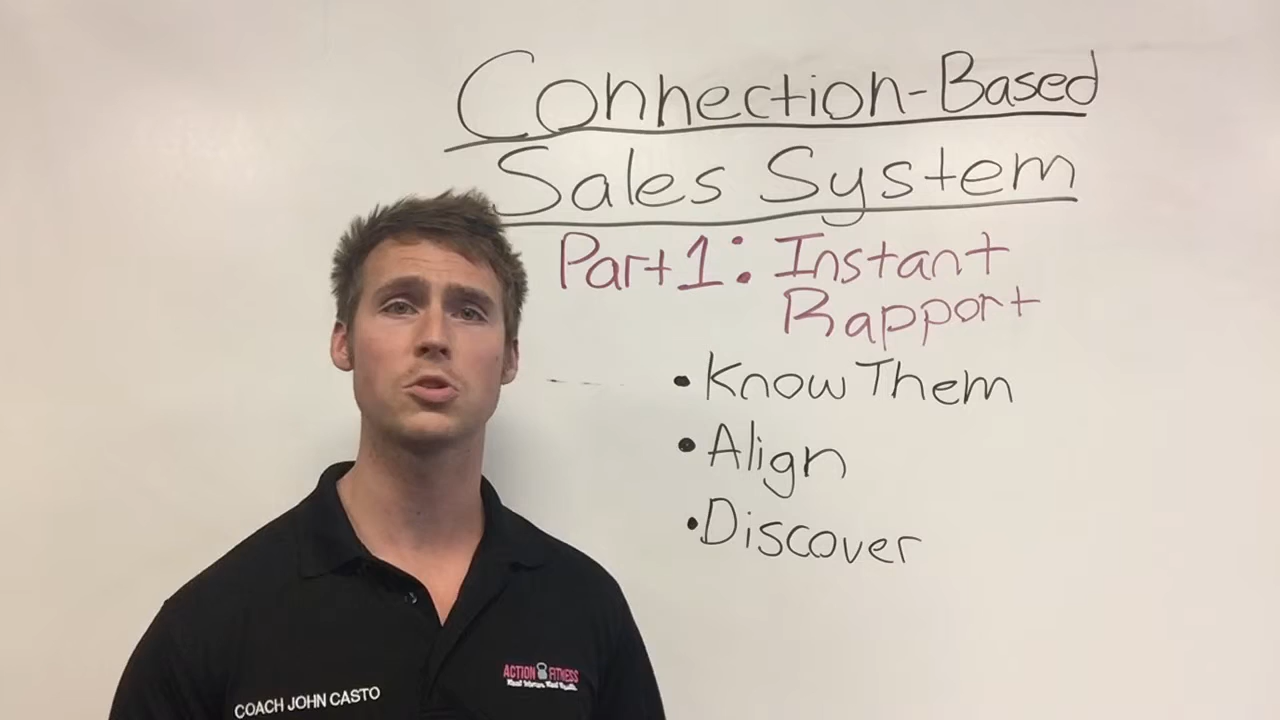 Connection-Based
Sales System
Part 1: Instant
Rapport
• Know Them
• Align
• Discover
COACH JOHN CASTO
ACTION FITNESS